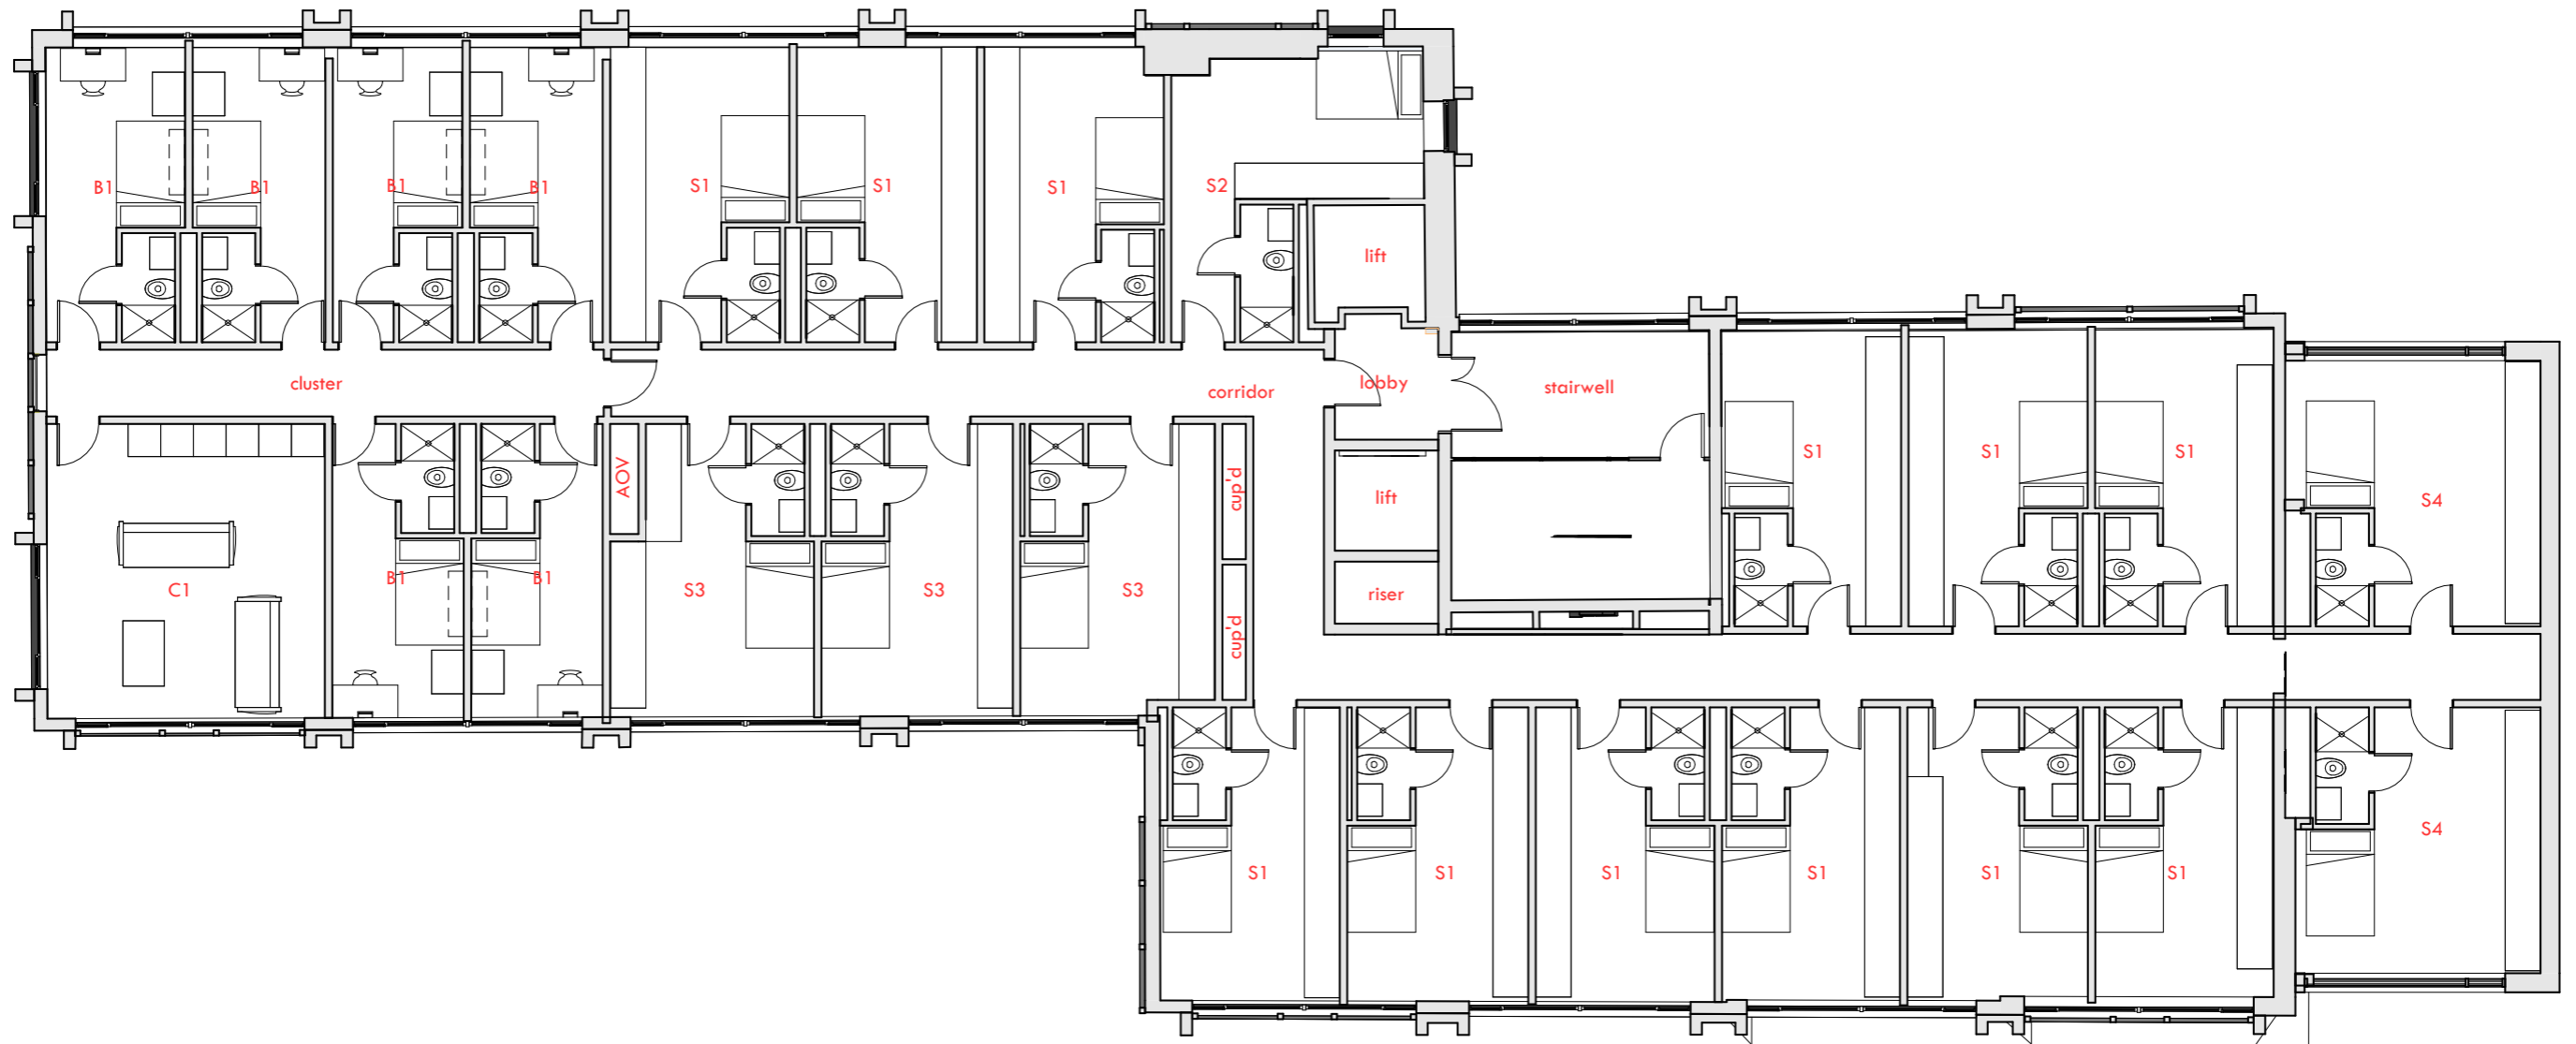 B1
B1
B1
B1
S1
S1
S1
S2
lift
cluster
corridor
lobby
stairwell
AOV
cup'd
lift
S1
S1
S1
S4
C1
B1
B1
S3
S3
S3
cup'd
riser
S1
S1
S1
S1
S1
S1
S4